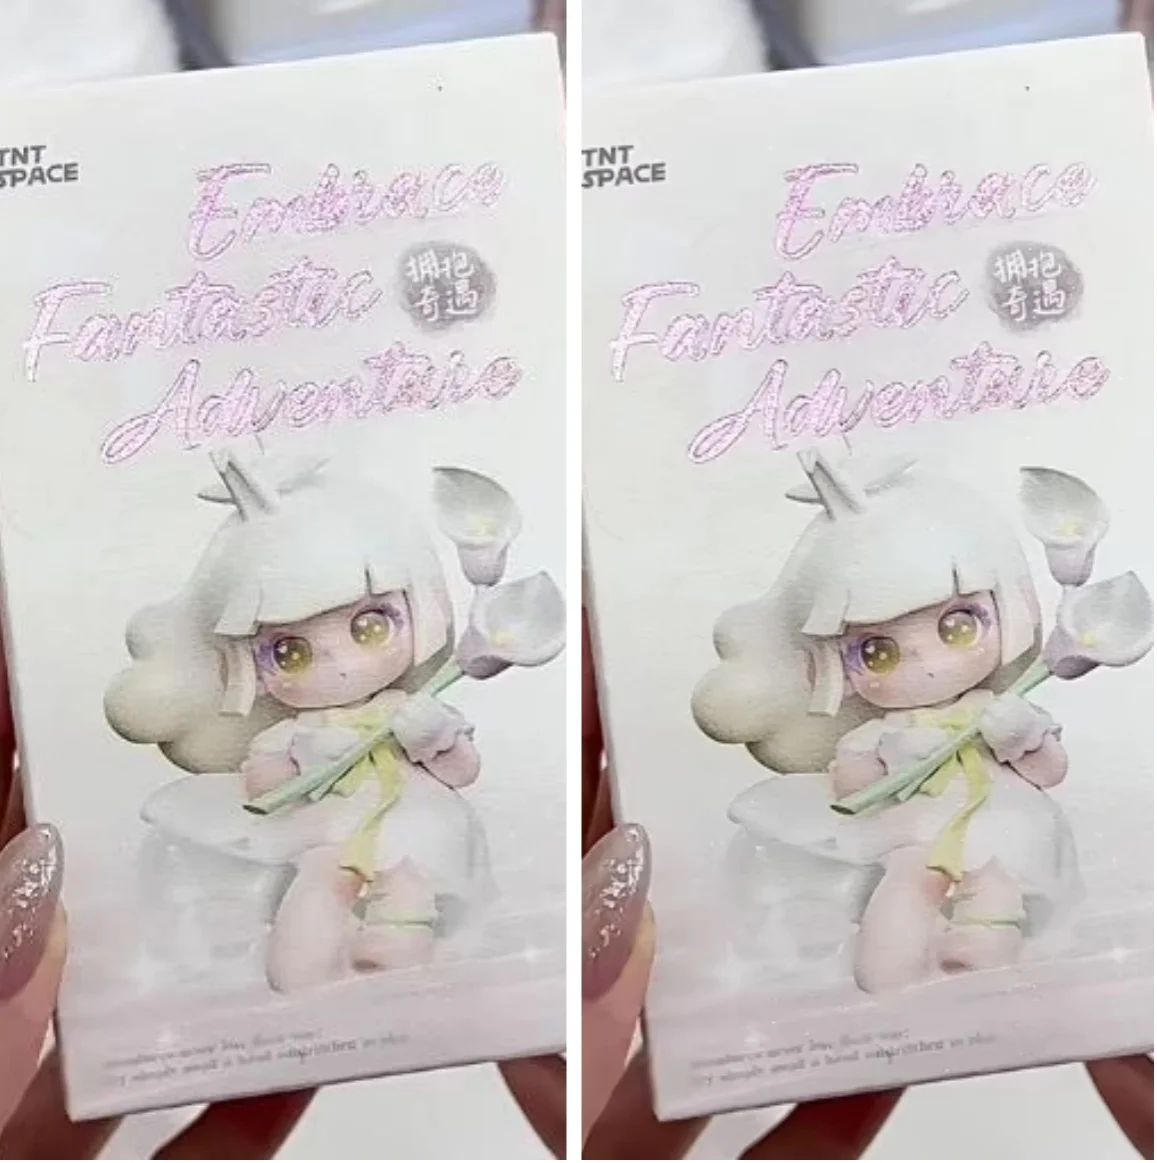 TNT
SPACE
Embrace
Fantastic
拥抱
奇遇
Adventure
TNT
SPACE
Embrace
Fantastic
拥抱
奇遇
Adventure